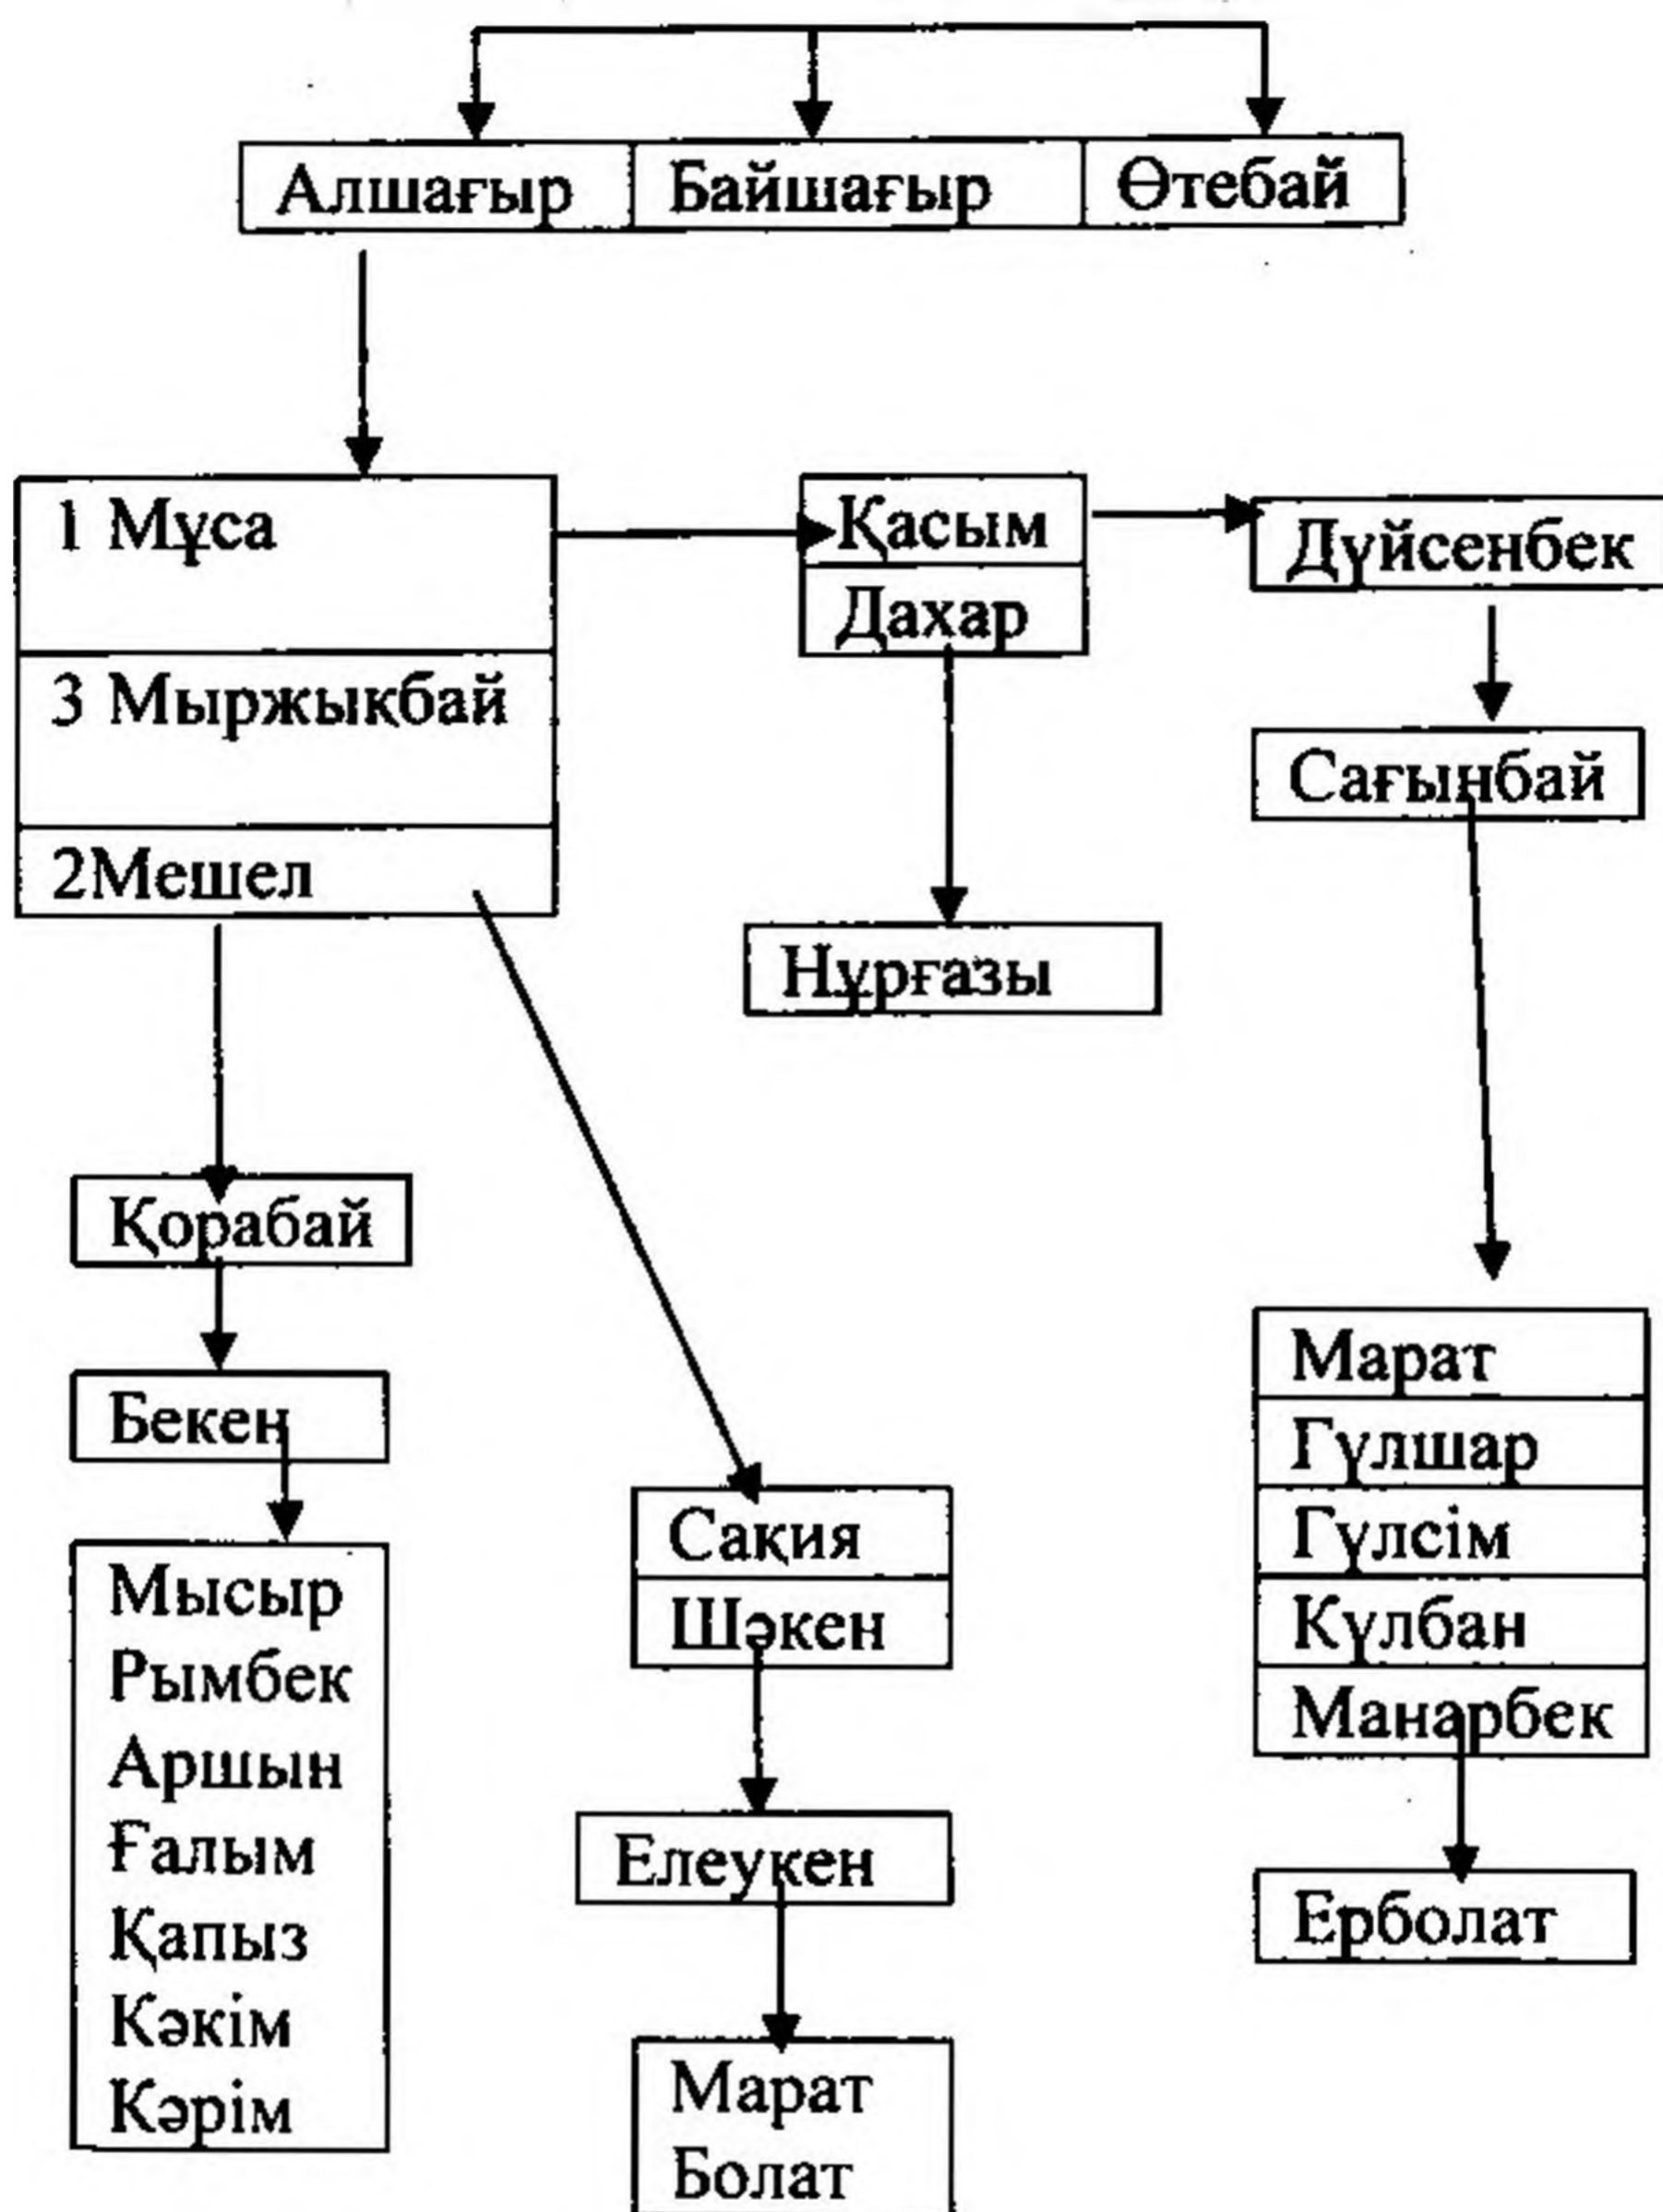 Алшағыр Байшағыр Өтебай
1 Мұса
3 Мыржықбай
2Мешел
Қасым
Дахар
Дүйсенбек
Сағынбай
Нұрғазы
Қорабай
Бекен
Мысыр
Рымбек
Аршын
Ғалым
Қапыз
Кәкім
Кәрім
Сақия
Шәкен
Елеукен
Марат
Болат
Марат
Гүлшар
Гүлсім
Күлбан
Манарбек
Ерболат